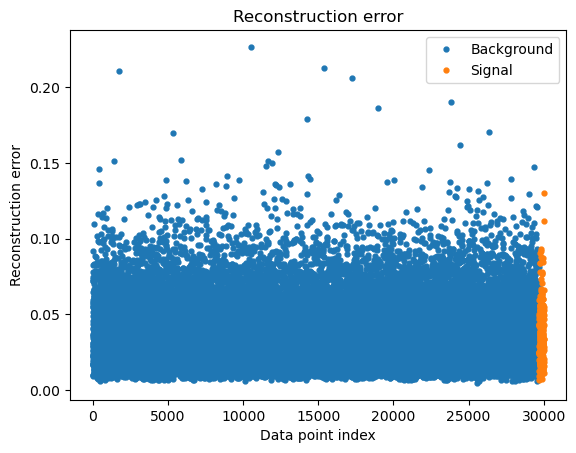 Reconstruction error
Background
Signal
Reconstruction error
0.20
0.15
0.10
0.05
0.00
0
5000
10000
15000
20000
25000
30000
Data point index